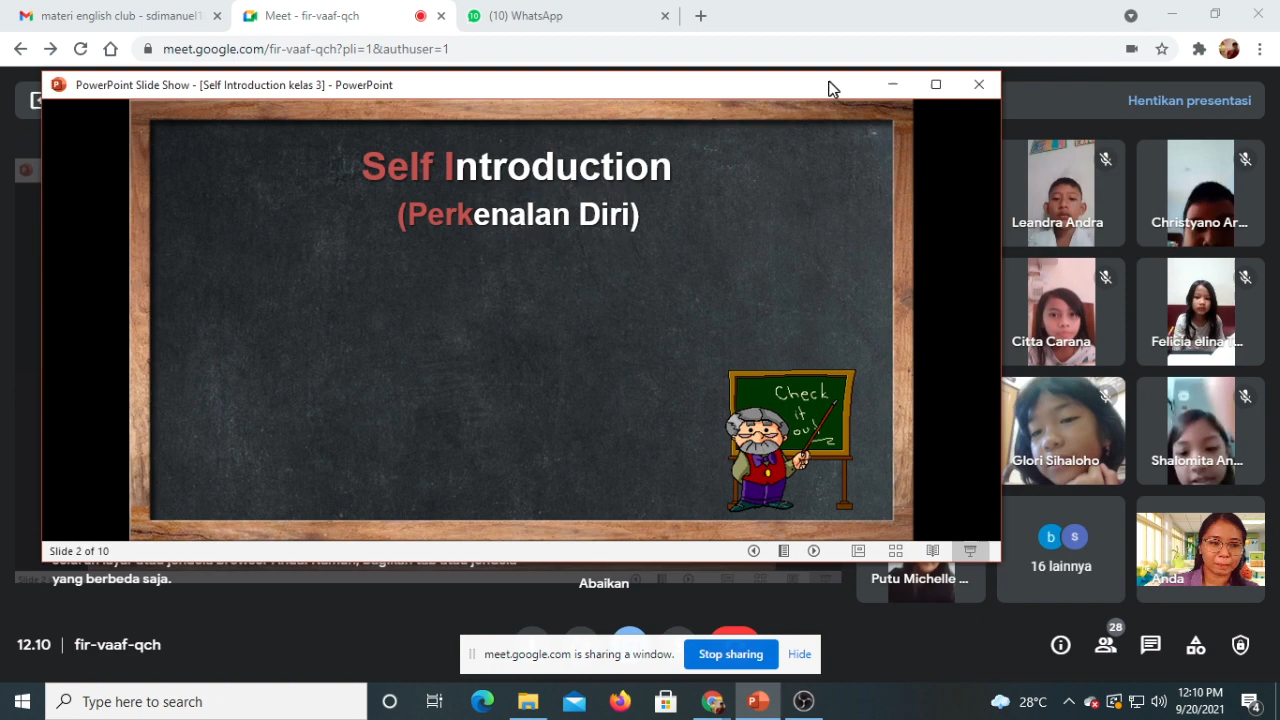 materi english club - sdimanuel1
Meet - fir-vaaf-qch
(10) WhatsApp
meet.google.com/fir-vaaf-qch?pli=1&authuser=1
PowerPoint Slide Show - [Self Introduction kelas 3] - PowerPoint
Hentikan presentasi
Self Introduction
(Perkenalan Diri)
Check
it
out
Leandra Andra
Christyano Ar...
Citta Carana
Felicia elina
Glori Sihaloho
Shalomita An...
Slide 2 of 10
yang berbeda saja.
Abaikan
Putu Michelle ...
b
s
16 lainnya
Anda
12.10 | fir-vaaf-qch
28
meet.google.com is sharing a window.
Stop sharing
Hide
Type here to search
28°C
12:10 PM
9/20/2021
4